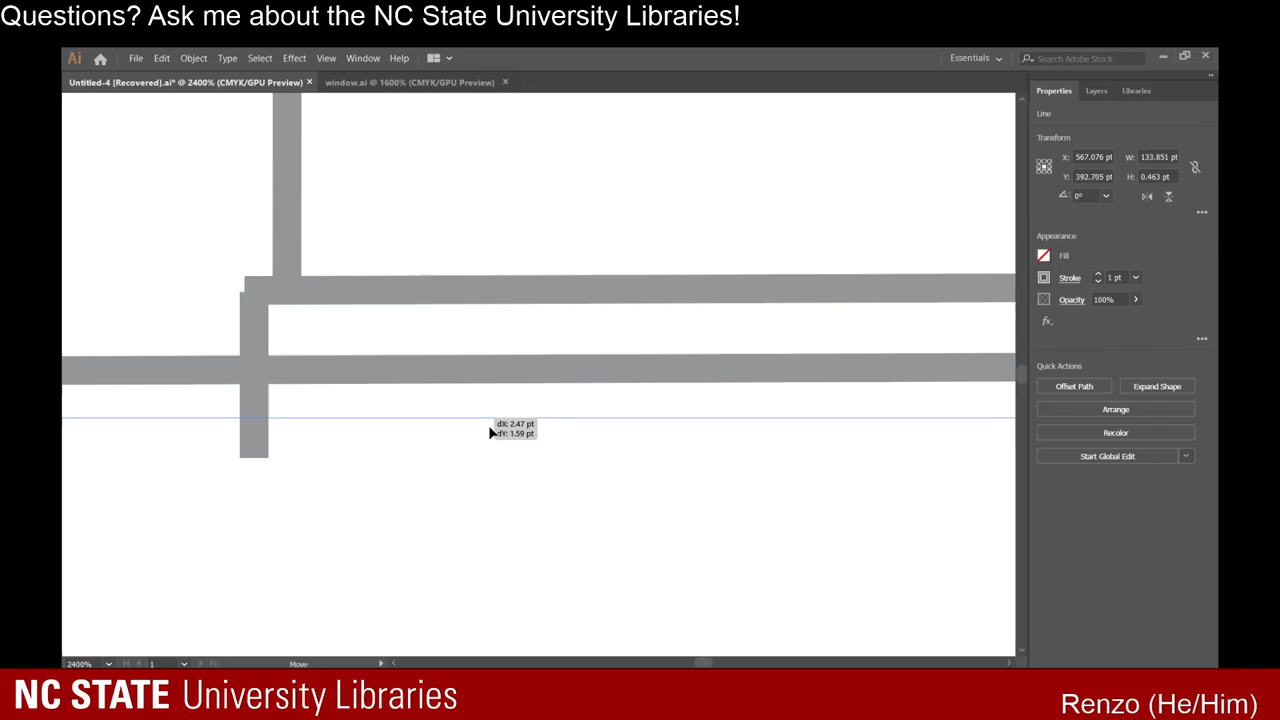 Questions? Ask me about the NC State University Libraries!
Ai File Edit Object Type Select Effect View Window Help Essentials Search Adobe Stock
Untitled-4 [Recovered].ai* @ 2400% (CMYK/GPU Preview) × window.ai @ 1600% (CMYK/GPU Preview) ×
Properties Layers Libraries
Line
Transform
X: 567.076 pt W: 133.851 pt
Y: 392.705 pt H: 0.463 pt
0°
Appearance
Fill
Stroke 1 pt
Opacity 100%
fx.
Quick Actions
Offset Path Expand Shape
Arrange
Recolor
Start Global Edit
dX: 2.47 pt
dY: 1.59 pt
2400% 1 Move
NC STATE University Libraries
Renzo (He/Him)